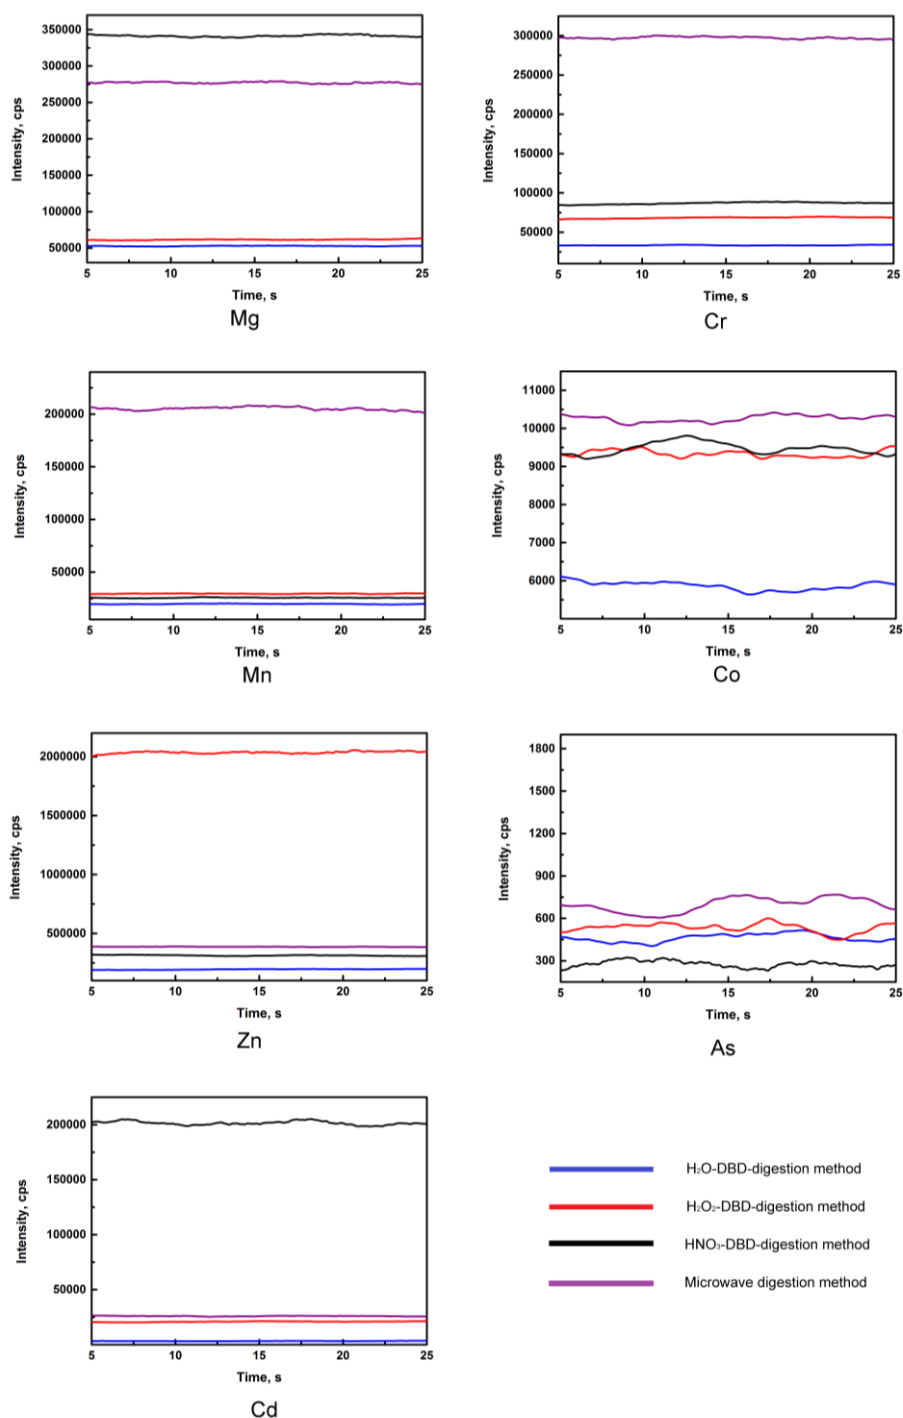 350000
300000
250000
200000
150000
100000
50000
Intensity, cps
5 10 15 20 25
Time, s
Mg
300000
250000
200000
150000
100000
50000
Intensity, cps
5 10 15 20 25
Time, s
Cr
200000
150000
100000
50000
Intensity, cps
5 10 15 20 25
Time, s
Mn
11000
10000
9000
8000
7000
6000
Intensity, cps
5 10 15 20 25
Time, s
Co
2000000
1500000
1000000
500000
Intensity, cps
5 10 15 20 25
Time, s
Zn
1800
1500
1200
900
600
300
Intensity, cps
5 10 15 20 25
Time, s
As
200000
150000
100000
50000
Intensity, cps
5 10 15 20 25
Time, s
Cd
H₂O-DBD-digestion method
H₂O₂-DBD-digestion method
HNO₃-DBD-digestion method
Microwave digestion method